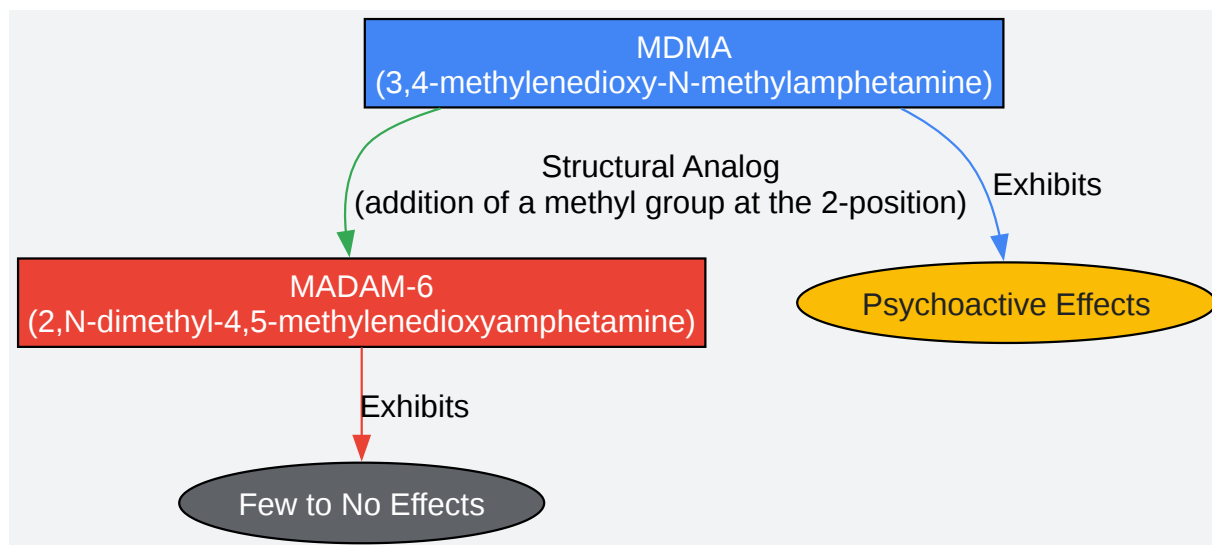 MDMA
(3,4-methylenedioxy-N-methylamphetamine)
Structural Analog
(addition of a methyl group at the 2-position)
Exhibits
MADAM-6
(2,N-dimethyl-4,5-methylenedioxyamphetamine)
Psychoactive Effects
Exhibits
Few to No Effects